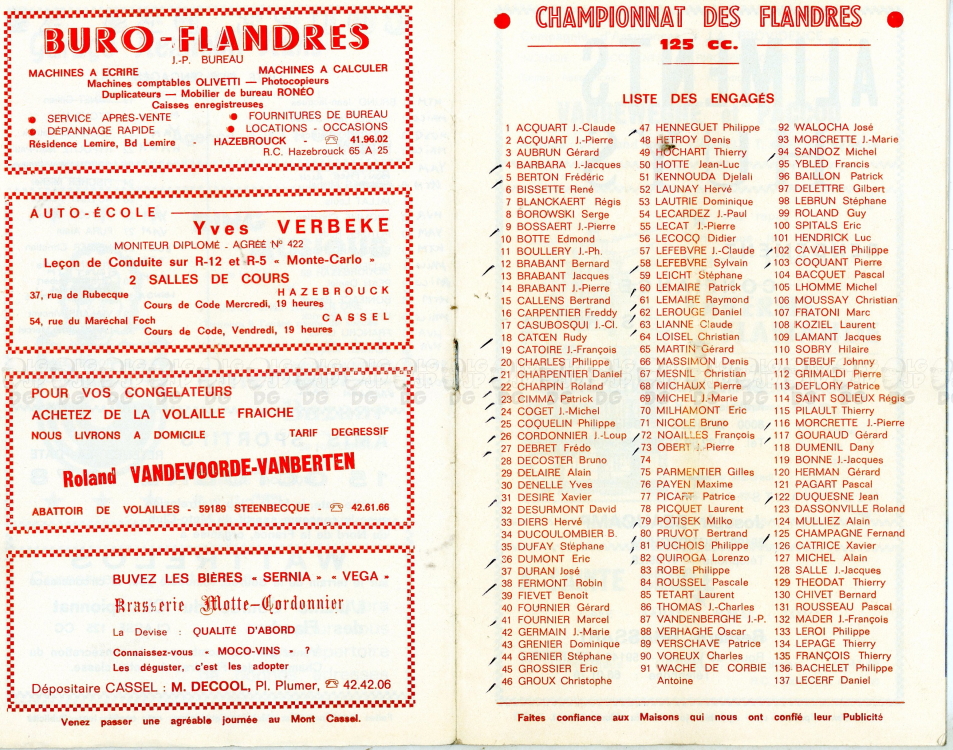 BURO-FLANDRES
J.-P. BUREAU
MACHINES A ECRIRE MACHINES A CALCULER
Machines comptables OLIVETTI — Photocopieurs
Duplicateurs — Mobilier de bureau RONÉO
Caisses enregistreuses
● SERVICE APRÈS-VENTE ● FOURNITURES DE BUREAU
● DÉPANNAGE RAPIDE ● LOCATIONS - OCCASIONS
Résidence Lemire, Bd Lemire - HAZEBROUCK - ☏ 41.96.02
R.C. Hazebrouck 65 A 25
AUTO-ÉCOLE
Yves VERBEKE
MONITEUR DIPLOMÉ - AGRÉÉ N° 422
Leçon de Conduite sur R-12 et R-5 « Monte-Carlo »
2 SALLES DE COURS
37, rue de Rubecque HAZEBROUCK
Cours de Code Mercredi, 19 heures
54, rue du Maréchal Foch CASSEL
Cours de Code, Vendredi, 19 heures
POUR VOS CONGELATEURS
ACHETEZ DE LA VOLAILLE FRAICHE
NOUS LIVRONS A DOMICILE TARIF DEGRESSIF
Roland VANDEVOORDE-VANBERTEN
ABATTOIR DE VOLAILLES - 59189 STEENBECQUE - ☏ 42.61.66
BUVEZ LES BIÈRES « SERNIA » « VEGA »
Brasserie Motte-Cordonnier
La Devise : QUALITÉ D'ABORD
Connaissez-vous « MOCO-VINS » ?
Les déguster, c'est les adopter
Dépositaire CASSEL : M. DECOOL, Pl. Plumer, ☏ 42.42.06
Venez passer une agréable journée au Mont Cassel.
CHAMPIONNAT DES FLANDRES
125 cc.
LISTE DES ENGAGÉS
1 ACQUART J.-Claude
2 ACQUART J.-Pierre
3 AUBRUN Gérard
4 BARBARA J.-Jacques
5 BERTON Frédéric
6 BISSETTE René
7 BLANCKAERT Régis
8 BOROWSKI Serge
9 BOSSAERT J.-Pierre
10 BOTTE Edmond
11 BOULLERY J.-Ph.
12 BRABANT Bernard
13 BRABANT Jacques
14 BRABANT J.-Pierre
15 CALLENS Bertrand
16 CARPENTIER Freddy
17 CASUBOSQUI J.-Cl.
18 CATŒN Rudy
19 CATOIRE J.-François
20 CHARLES Philippe
21 CHARPENTIER Daniel
22 CHARPIN Roland
23 CIMMA Patrick
24 COGET J.-Michel
25 COQUELIN Philippe
26 CORDONNIER J.-Loup
27 DEBRET Frédo
28 DECOSTER Bruno
29 DELAIRE Alain
30 DENELLE Yves
31 DESIRE Xavier
32 DESURMONT David
33 DIERS Hervé
34 DUCOULOMBIER B.
35 DUFAY Stéphane
36 DUMONT Eric
37 DURAN José
38 FERMONT Robin
39 FIEVET Benoît
40 FOURNIER Gérard
41 FOURNIER Marcel
42 GERMAIN J.-Marie
43 GRENIER Dominique
44 GRENIER Stéphane
45 GROSSIER Eric
46 GROUX Christophe
47 HENNEGUET Philippe
48 HETROY Denis
49 HOCHART Thierry
50 HOTTE Jean-Luc
51 KENNOUDA Djelali
52 LAUNAY Hervé
53 LAUTRIE Dominique
54 LECARDEZ J.-Paul
55 LECAT J.-Pierre
56 LECOCQ Didier
57 LEFEBVRE J.-Claude
58 LEFEBVRE Sylvain
59 LEICHT Stéphane
60 LEMAIRE Patrick
61 LEMAIRE Raymond
62 LEROUGE Daniel
63 LIANNE Claude
64 LOISEL Christian
65 MARTIN Gérard
66 MASSIMON Denis
67 MESNIL Christian
68 MICHAUX Pierre
69 MICHEL J.-Marie
70 MILHAMONT Eric
71 NICOLE Bruno
72 NOAILLES François
73 OBERT J.-Pierre
74
75 PARMENTIER Gilles
76 PAYEN Maxime
77 PICART Patrice
78 PICQUET Laurent
79 POTISEK Milko
80 PRUVOT Bertrand
81 PUCHOIS Philippe
82 QUIROGA Lorenzo
83 ROBE Philippe
84 ROUSSEL Pascale
85 TETART Laurent
86 THOMAS J.-Charles
87 VANDENBERGHE J.-P.
88 VERHAGHE Oscar
89 VERSCHAVE Patrice
90 VOREUX Charles
91 WACHE DE CORBIE
Antoine
92 WALOCHA José
93 MORCRETTE J.-Marie
94 SANDOZ Michel
95 YBLED Francis
96 BAILLON Patrick
97 DELETTRE Gilbert
98 LEBRUN Stéphane
99 ROLAND Guy
100 SPITALS Eric
101 HENDRICK Luc
102 CAVALIER Philippe
103 COQUANT Pierre
104 BACQUET Pascal
105 LHOMME Michel
106 MOUSSAY Christian
107 FRATONI Marc
108 KOZIEL Laurent
109 LAMANT Jacques
110 SOBRY Hilaire
111 DEBEUF Johnny
112 GRIMALDI Pierre
113 DEFLORY Patrice
114 SAINT SOLIEUX Régis
115 PILAULT Thierry
116 MORCRETTE J.-Pierre
117 GOURAUD Gérard
118 DUMENIL Dany
119 BONNE J.-Jacques
120 HERMAN Gérard
121 PAGART Pascal
122 DUQUESNE Jean
123 DASSONVILLE Roland
124 MULLIEZ Alain
125 CHAMPAGNE Fernand
126 CATRICE Xavier
127 MICHEL Alain
128 SALLE J.-Jacques
129 THEODAT Thierry
130 CHIVET Bernard
131 ROUSSEAU Pascal
132 MADER J.-François
133 LEROI Philippe
134 LEPAGE Thierry
135 FRANÇOIS Thierry
136 BACHELET Philippe
137 LECERF Daniel
Faites confiance aux Maisons qui nous ont confié leur Publicité